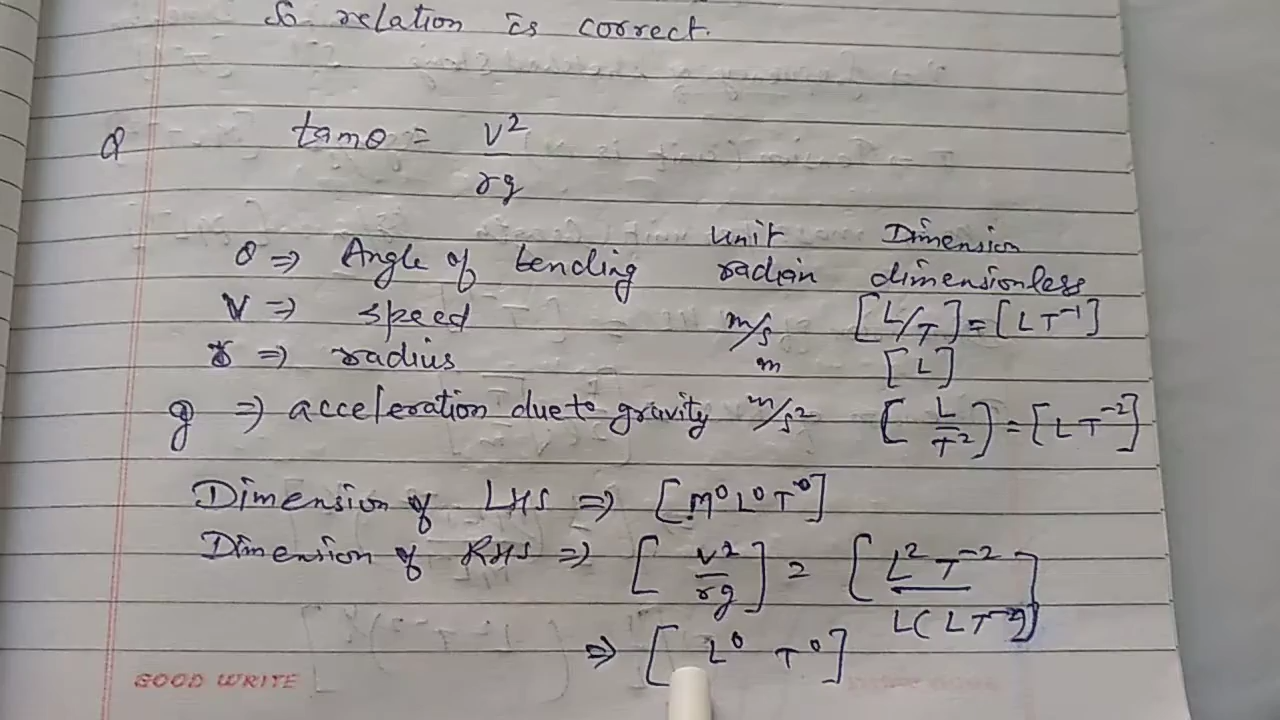 So relation is correct.
Q tanθ = V²/rg
Unit Dimension
θ ⇒ Angle of bending radian dimensionless
V ⇒ speed m/s [L/T] = [LT⁻¹]
r ⇒ radius m [L]
g ⇒ acceleration due to gravity m/s² [L/T²] = [LT⁻²]
Dimension of LHS ⇒ [M⁰L⁰T⁰]
Dimension of RHS ⇒ [v²/rg] = [L²T⁻²/L(LT⁻²)]
⇒ [L⁰ T⁰]
GOOD WRITE